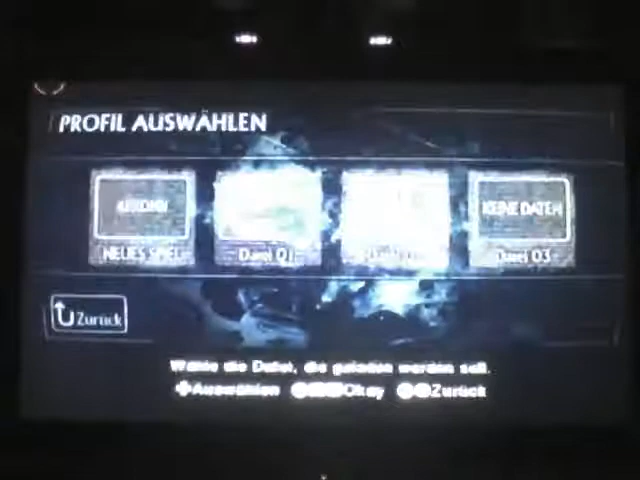 PROFIL AUSWÄHLEN
KEINE DATEN
NEUES SPIEL
Datei 01
Datei
Datei 03
Zurück
Wähle die Datei, die geladen werden soll.
Auswählen Okay Zurück